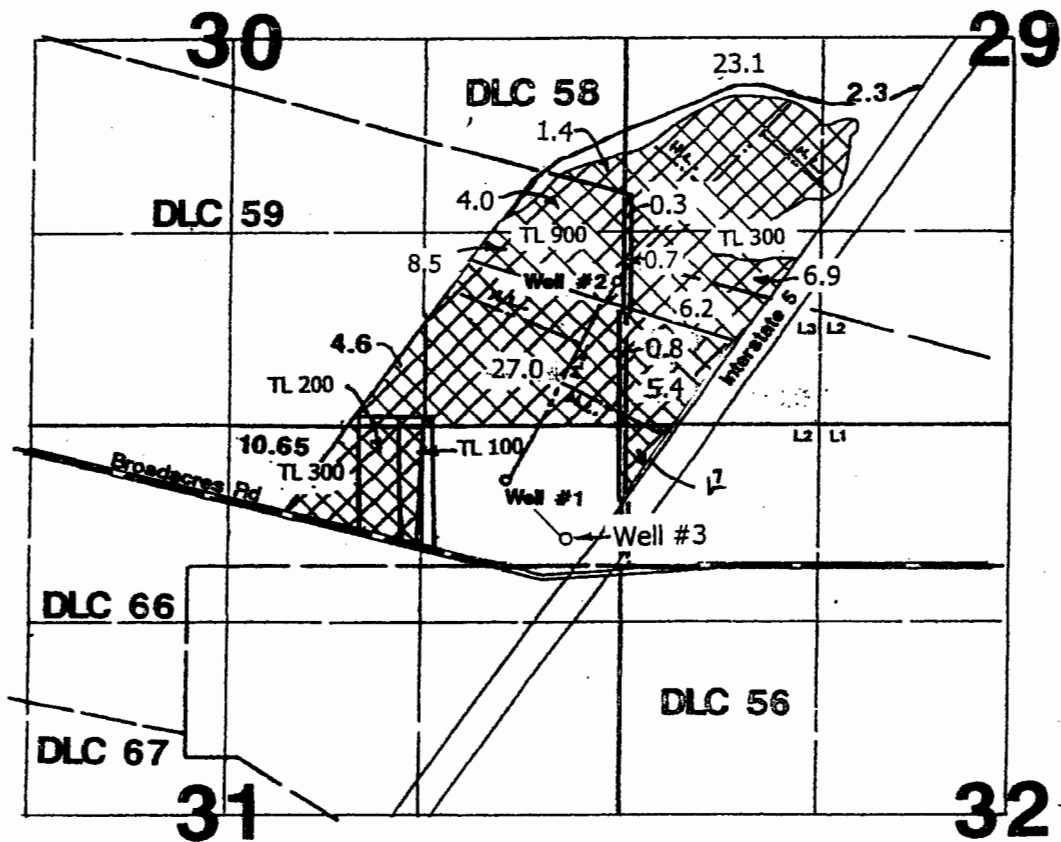 30
29
DLC 58
23.1
2.3
1.4
4.0
DLC 59
TL 900
0.3
TL 300
8.5
Well #2
0.7
6.9
6.2
L3 L2
4.6
27.0
0.8
Interstate 5
5.4
TL 200
10.65
TL 300
TL 100
L2 L1
Broadacres Rd
Well #1
Well #3
DLC 66
DLC 56
DLC 67
31
32